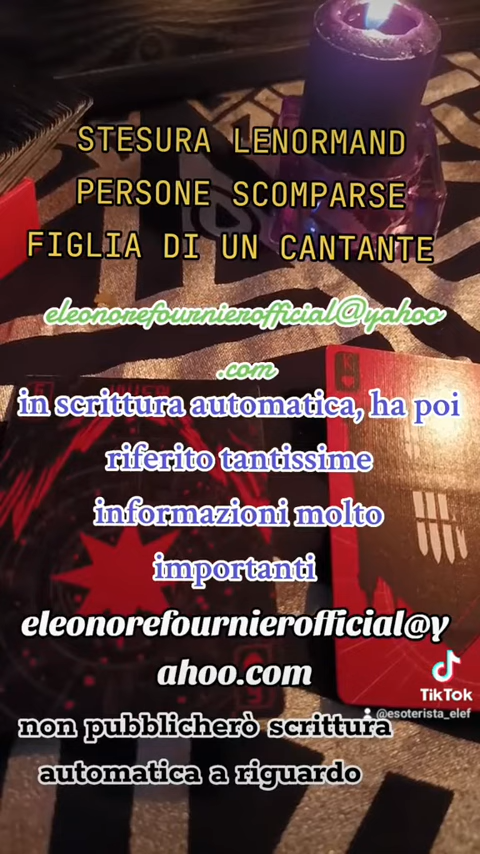 STESURA LENORMAND
PERSONE SCOMPARSE
FIGLIA DI UN CANTANTE
eleonorefournierofficial@yahoo
.com
in scrittura automatica, ha poi
riferito tantissime
informazioni molto
importanti
eleonorefournierofficial@y
ahoo.com
TikTok
@esoterista_elef
non pubblicherò scrittura
automatica a riguardo